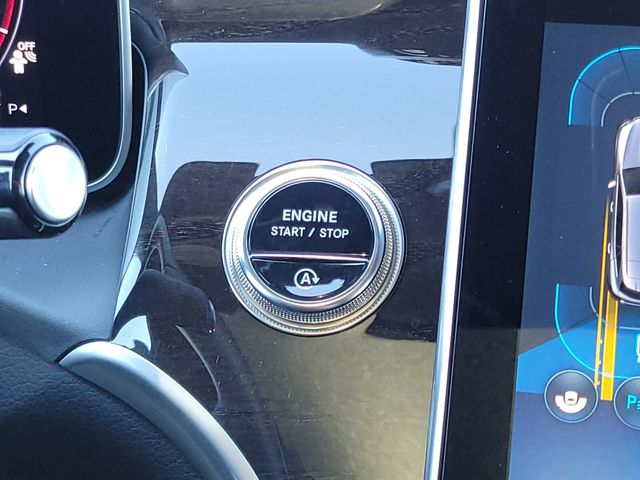 OFF
P
ENGINE
START / STOP
A